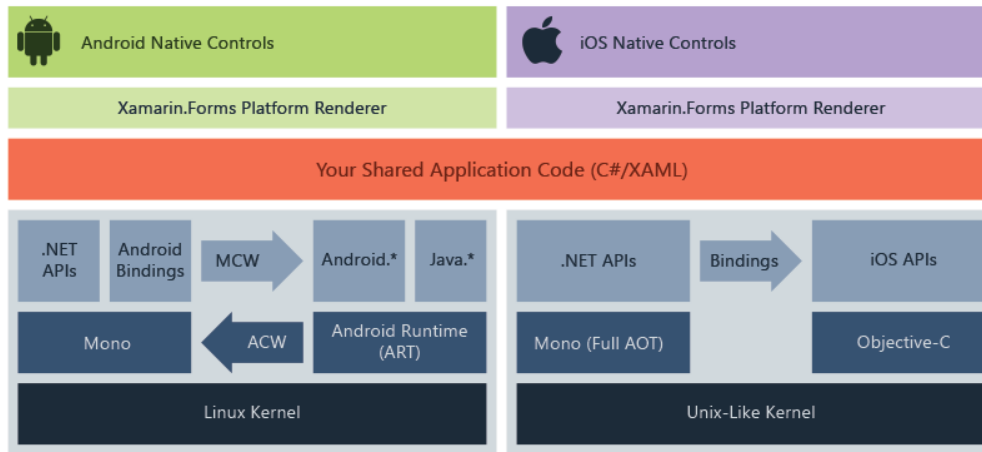 Android Native Controls
iOS Native Controls
Xamarin.Forms Platform Renderer
Xamarin.Forms Platform Renderer
Your Shared Application Code (C#/XAML)
.NET
APIs
Android
Bindings
MCW
Android.*
Java.*
.NET APIs
Bindings
iOS APIs
Mono
ACW
Android Runtime
(ART)
Mono (Full AOT)
Objective-C
Linux Kernel
Unix-Like Kernel